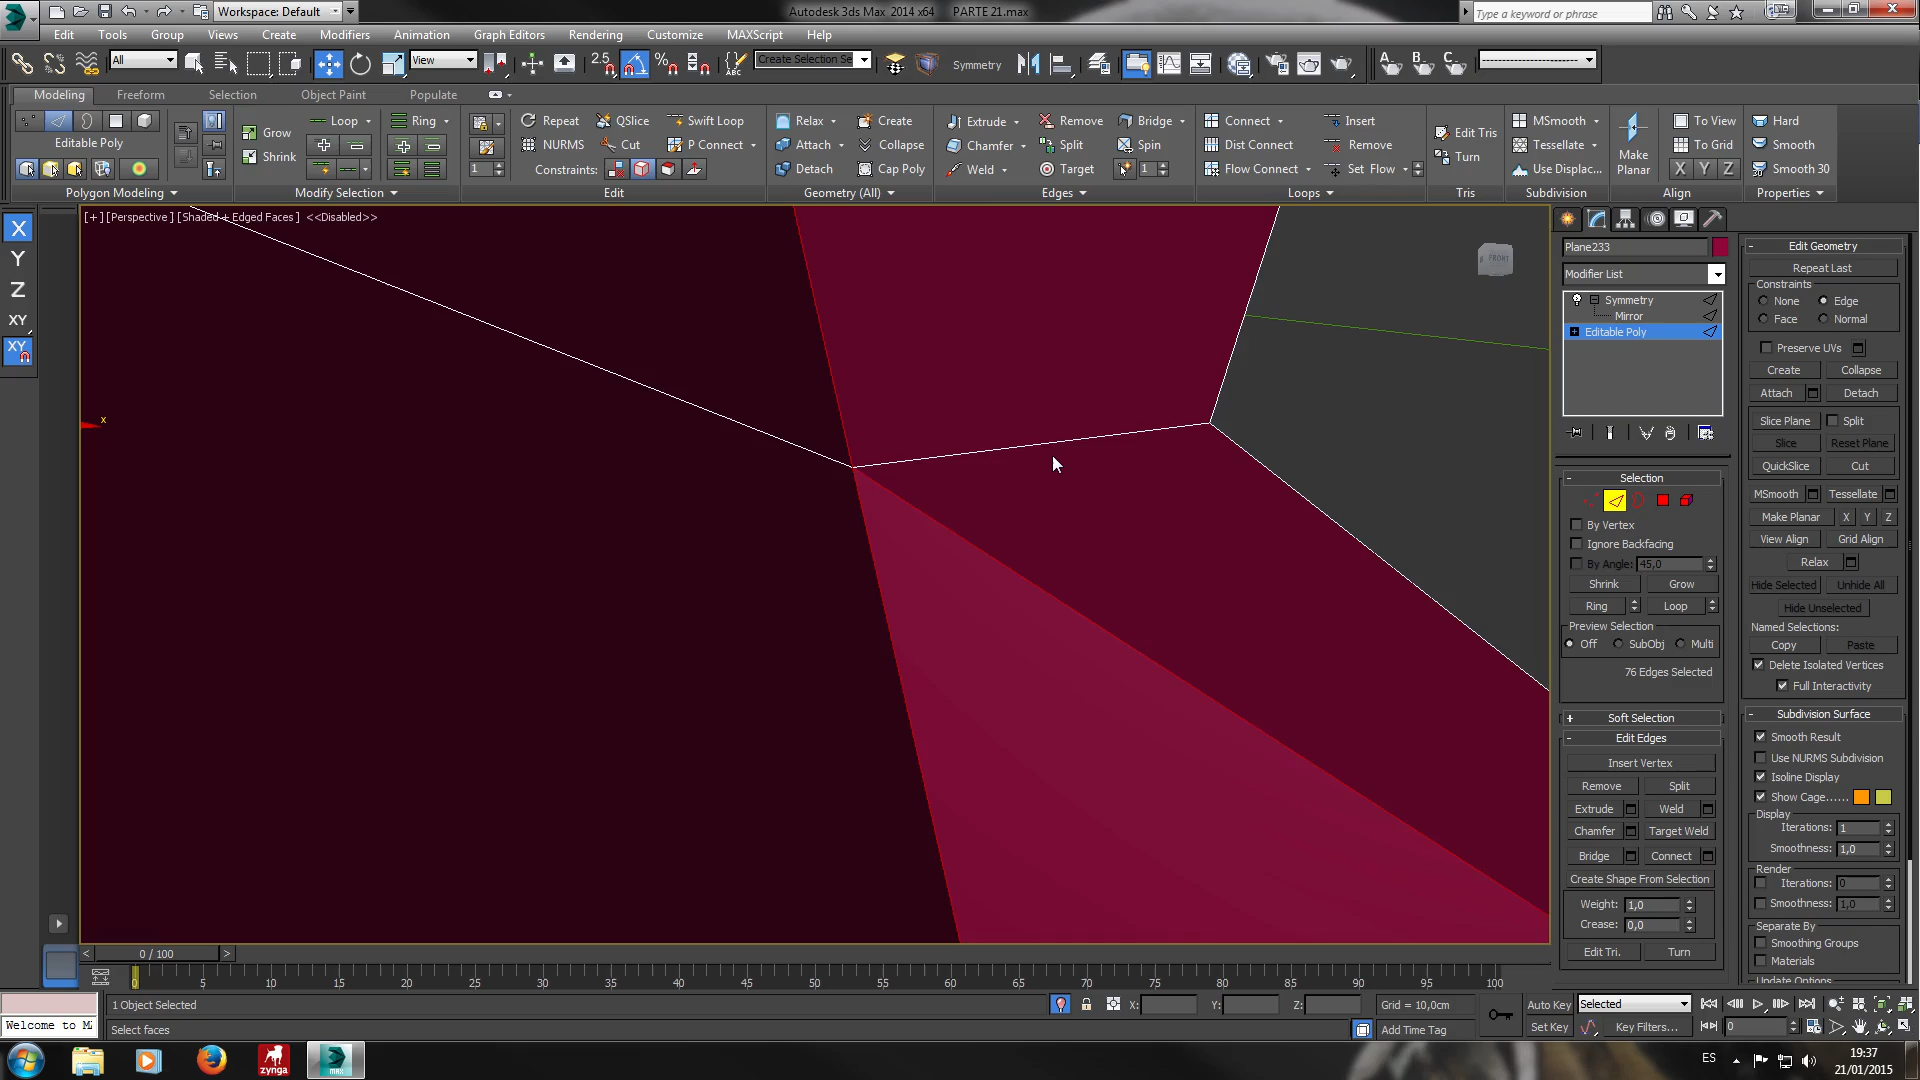 Workspace: Default
Autodesk 3ds Max 2014 x64 PARTE 21.max
Type a keyword or phrase
Edit Tools Group Views Create Modifiers Animation Graph Editors Rendering Customize MAXScript Help
All View 2.5 Create Selection Se Symmetry A B C
Modeling Freeform Selection Object Paint Populate
Loop Ring Repeat QSlice Swift Loop Relax Create Extrude Remove Bridge Connect Insert MSmooth To View Hard
Editable Poly Grow Shrink NURMS Cut P Connect Attach Collapse Chamfer Split Spin Dist Connect Remove Edit Tris Turn Tessellate Make Planar To Grid Smooth
1 Constraints: Detach Cap Poly Weld Target 1 Flow Connect Set Flow Use Displac... X Y Z Smooth 30
Polygon Modeling Modify Selection Edit Geometry (All) Edges Loops Tris Subdivision Align Properties
X
Y
Z
XY
XY
[+] [Perspective] [Shaded + Edged Faces] <<Disabled>>
FRONT
x
Plane233
Modifier List
Symmetry
Mirror
Editable Poly
Selection
By Vertex
Ignore Backfacing
By Angle: 45,0
Shrink Grow
Ring Loop
Preview Selection
Off SubObj Multi
76 Edges Selected
Soft Selection
Edit Edges
Insert Vertex
Remove Split
Extrude Weld
Chamfer Target Weld
Bridge Connect
Create Shape From Selection
Weight: 1,0
Crease: 0,0
Edit Tri. Turn
Edit Geometry
Repeat Last
Constraints
None Edge
Face Normal
Preserve UVs
Create Collapse
Attach Detach
Slice Plane Split
Slice Reset Plane
QuickSlice Cut
MSmooth Tessellate
Make Planar X Y Z
View Align Grid Align
Relax
Hide Selected Unhide All
Hide Unselected
Named Selections:
Copy Paste
Delete Isolated Vertices
Full Interactivity
Subdivision Surface
Smooth Result
Use NURMS Subdivision
Isoline Display
Show Cage......
Display
Iterations: 1
Smoothness: 1,0
Render
Iterations: 0
Smoothness: 1,0
Separate By
Smoothing Groups
Materials
Update Options
< 0 / 100 >
0 5 10 15 20 25 30 35 40 45 50 55 60 65 70 75 80 85 90 95 100
1 Object Selected X: Y: Z: Grid = 10,0cm Auto Key Selected
Welcome to M Select faces Add Time Tag Set Key Key Filters... 0
zynga MAX ES 19:37
21/01/2015